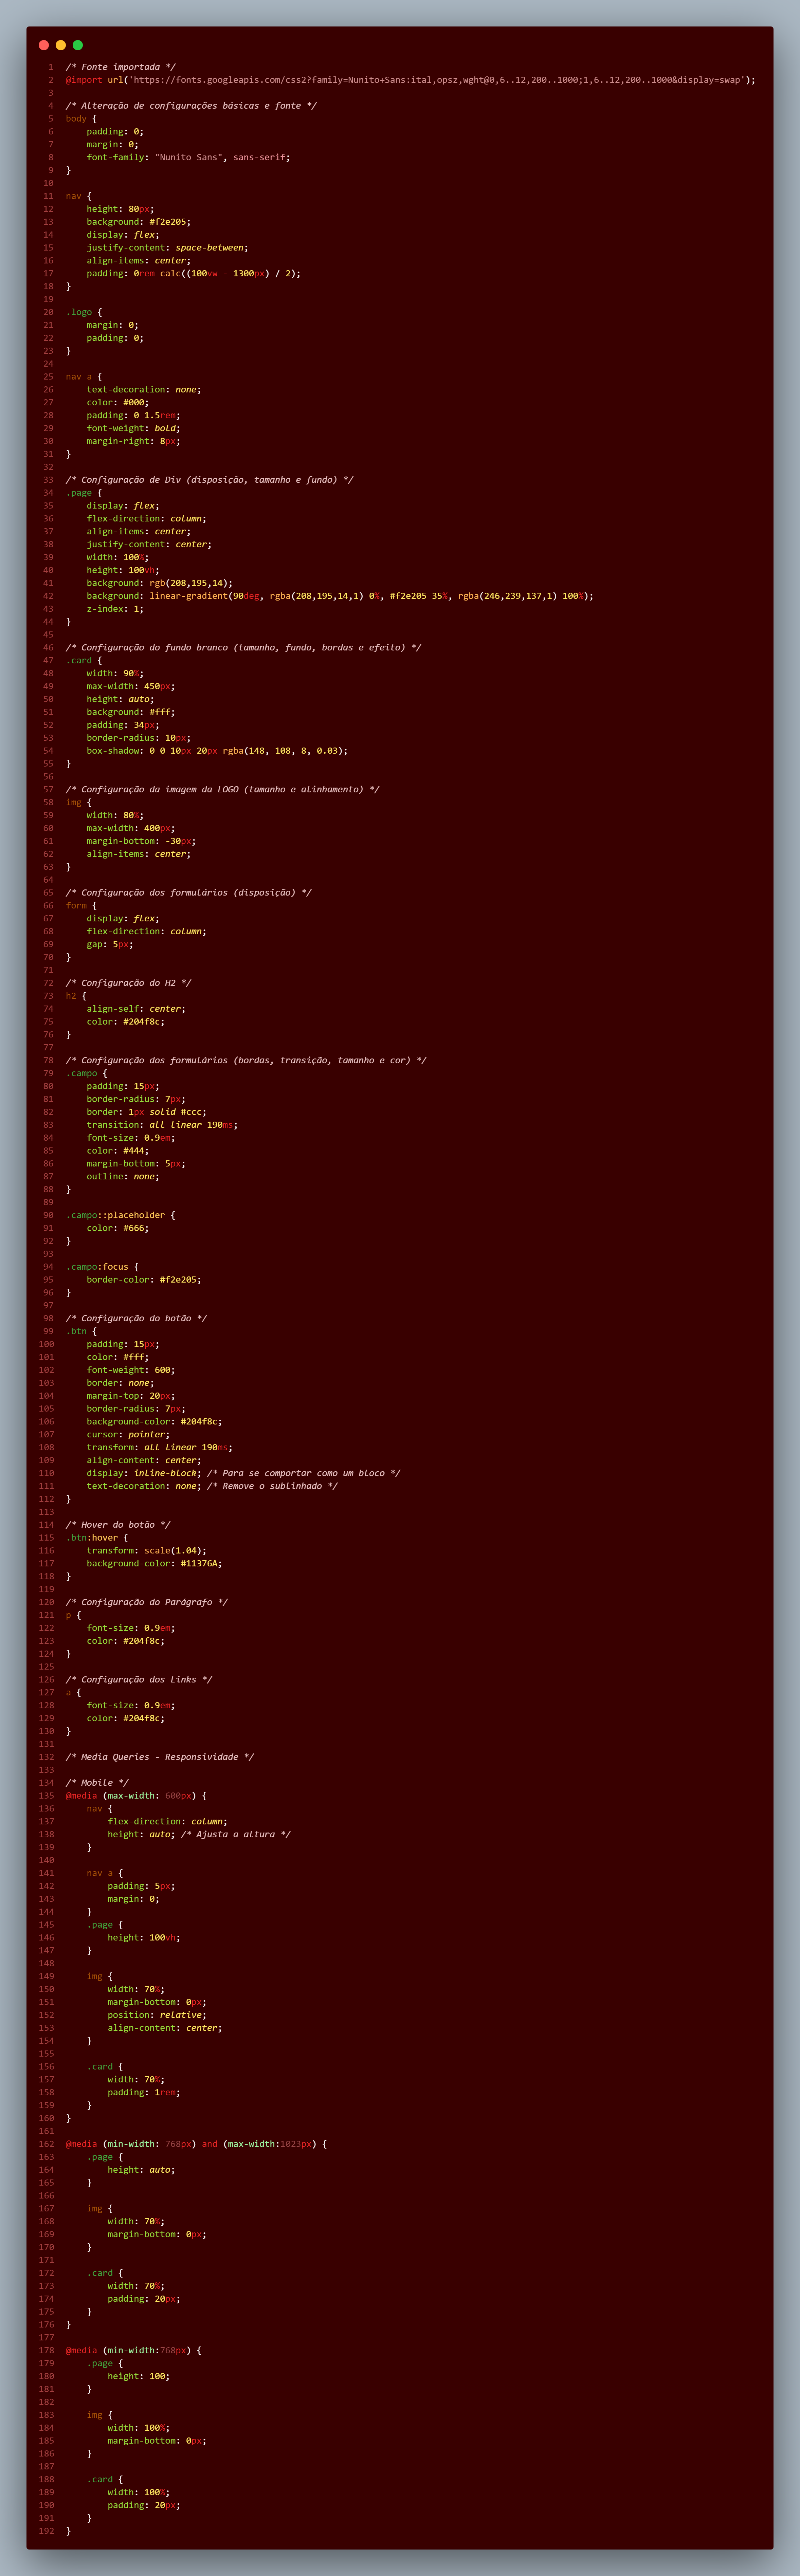 1 /* Fonte importada */
2 @import url('https://fonts.googleapis.com/css2?family=Nunito+Sans:ital,opsz,wght@0,6..12,200..1000;1,6..12,200..1000&display=swap');
3
4 /* Alteração de configurações básicas e fonte */
5 body {
6 padding: 0;
7 margin: 0;
8 font-family: "Nunito Sans", sans-serif;
9 }
10
11 nav {
12 height: 80px;
13 background: #f2e205;
14 display: flex;
15 justify-content: space-between;
16 align-items: center;
17 padding: 0rem calc((100vw - 1300px) / 2);
18 }
19
20 .logo {
21 margin: 0;
22 padding: 0;
23 }
24
25 nav a {
26 text-decoration: none;
27 color: #000;
28 padding: 0 1.5rem;
29 font-weight: bold;
30 margin-right: 8px;
31 }
32
33 /* Configuração de Div (disposição, tamanho e fundo) */
34 .page {
35 display: flex;
36 flex-direction: column;
37 align-items: center;
38 justify-content: center;
39 width: 100%;
40 height: 100vh;
41 background: rgb(208,195,14);
42 background: linear-gradient(90deg, rgba(208,195,14,1) 0%, #f2e205 35%, rgba(246,239,137,1) 100%);
43 z-index: 1;
44 }
45
46 /* Configuração do fundo branco (tamanho, fundo, bordas e efeito) */
47 .card {
48 width: 90%;
49 max-width: 450px;
50 height: auto;
51 background: #fff;
52 padding: 34px;
53 border-radius: 10px;
54 box-shadow: 0 0 10px 20px rgba(148, 108, 8, 0.03);
55 }
56
57 /* Configuração da imagem da LOGO (tamanho e alinhamento) */
58 img {
59 width: 80%;
60 max-width: 400px;
61 margin-bottom: -30px;
62 align-items: center;
63 }
64
65 /* Configuração dos formulários (disposição) */
66 form {
67 display: flex;
68 flex-direction: column;
69 gap: 5px;
70 }
71
72 /* Configuração do H2 */
73 h2 {
74 align-self: center;
75 color: #204f8c;
76 }
77
78 /* Configuração dos formulários (bordas, transição, tamanho e cor) */
79 .campo {
80 padding: 15px;
81 border-radius: 7px;
82 border: 1px solid #ccc;
83 transition: all linear 190ms;
84 font-size: 0.9em;
85 color: #444;
86 margin-bottom: 5px;
87 outline: none;
88 }
89
90 .campo::placeholder {
91 color: #666;
92 }
93
94 .campo:focus {
95 border-color: #f2e205;
96 }
97
98 /* Configuração do botão */
99 .btn {
100 padding: 15px;
101 color: #fff;
102 font-weight: 600;
103 border: none;
104 margin-top: 20px;
105 border-radius: 7px;
106 background-color: #204f8c;
107 cursor: pointer;
108 transform: all linear 190ms;
109 align-content: center;
110 display: inline-block; /* Para se comportar como um bloco */
111 text-decoration: none; /* Remove o sublinhado */
112 }
113
114 /* Hover do botão */
115 .btn:hover {
116 transform: scale(1.04);
117 background-color: #11376A;
118 }
119
120 /* Configuração do Parágrafo */
121 p {
122 font-size: 0.9em;
123 color: #204f8c;
124 }
125
126 /* Configuração dos Links */
127 a {
128 font-size: 0.9em;
129 color: #204f8c;
130 }
131
132 /* Media Queries - Responsividade */
133
134 /* Mobile */
135 @media (max-width: 600px) {
136 nav {
137 flex-direction: column;
138 height: auto; /* Ajusta a altura */
139 }
140
141 nav a {
142 padding: 5px;
143 margin: 0;
144 }
145 .page {
146 height: 100vh;
147 }
148
149 img {
150 width: 70%;
151 margin-bottom: 0px;
152 position: relative;
153 align-content: center;
154 }
155
156 .card {
157 width: 70%;
158 padding: 1rem;
159 }
160 }
161
162 @media (min-width: 768px) and (max-width:1023px) {
163 .page {
164 height: auto;
165 }
166
167 img {
168 width: 70%;
169 margin-bottom: 0px;
170 }
171
172 .card {
173 width: 70%;
174 padding: 20px;
175 }
176 }
177
178 @media (min-width:768px) {
179 .page {
180 height: 100;
181 }
182
183 img {
184 width: 100%;
185 margin-bottom: 0px;
186 }
187
188 .card {
189 width: 100%;
190 padding: 20px;
191 }
192 }